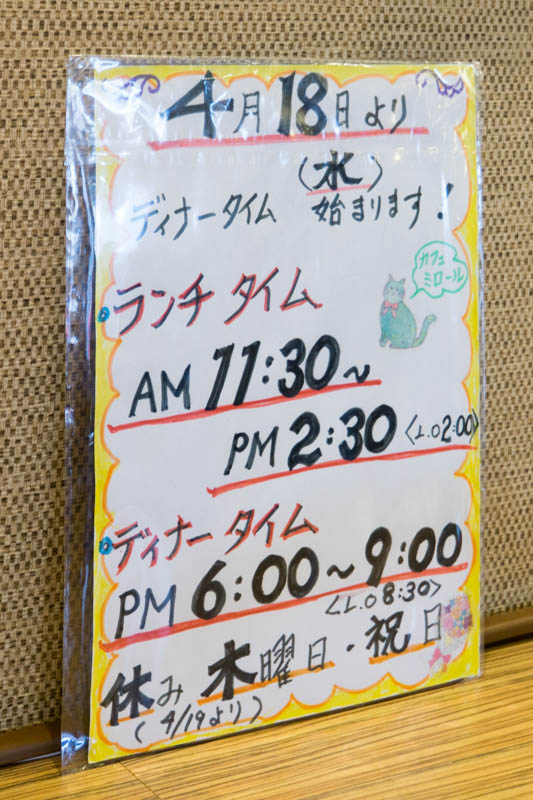 4月18日より
(水)
ディナータイム 始まります!
カフェ
ミロール
ランチ タイム
AM 11:30～
PM 2:30 <L.O 2:00>
ディナー タイム
PM 6:00～9:00
<L.O 8:30>
休み 木曜日・祝日
(4/19より)